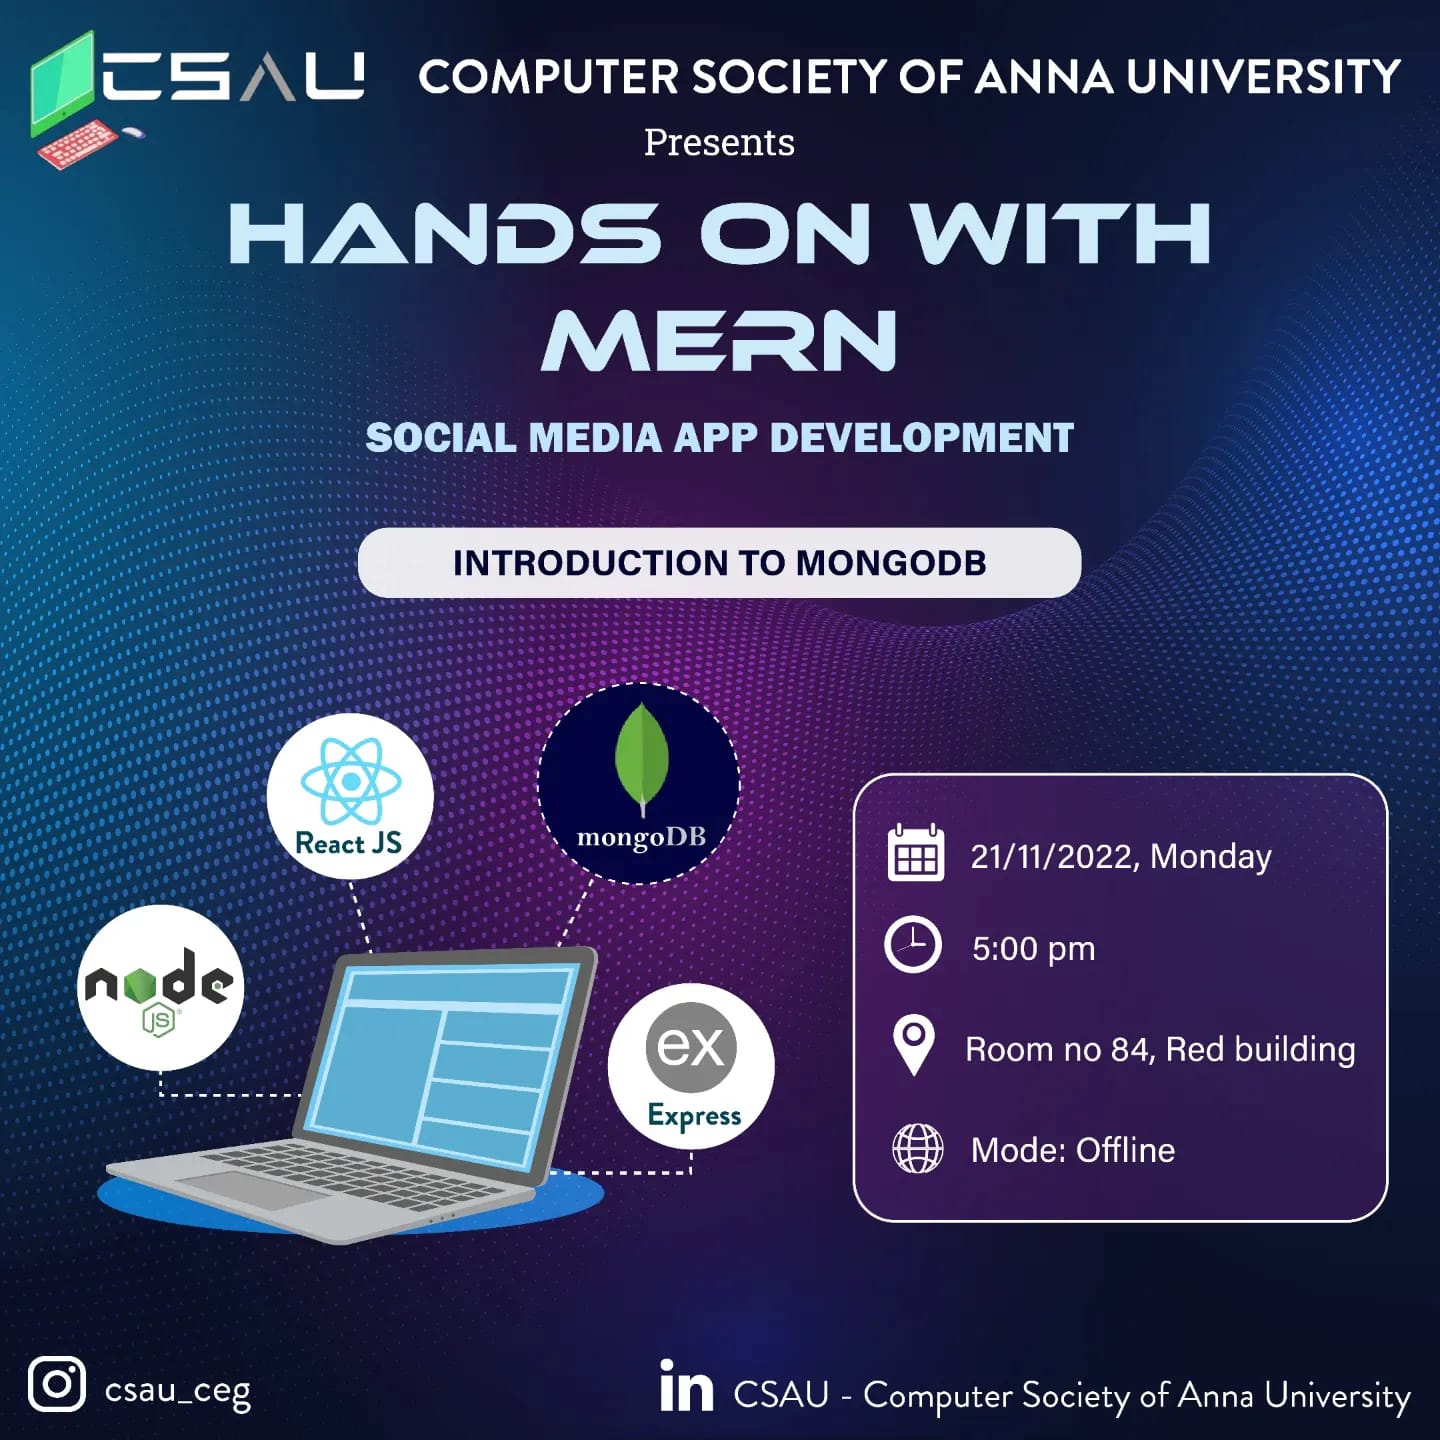 CSAU
COMPUTER SOCIETY OF ANNA UNIVERSITY
Presents
HANDS ON WITH
MERN
SOCIAL MEDIA APP DEVELOPMENT
INTRODUCTION TO MONGODB
React JS
mongoDB
node
JS
ex
Express
21/11/2022, Monday
5:00 pm
Room no 84, Red building
Mode: Offline
csau_ceg
in CSAU - Computer Society of Anna University